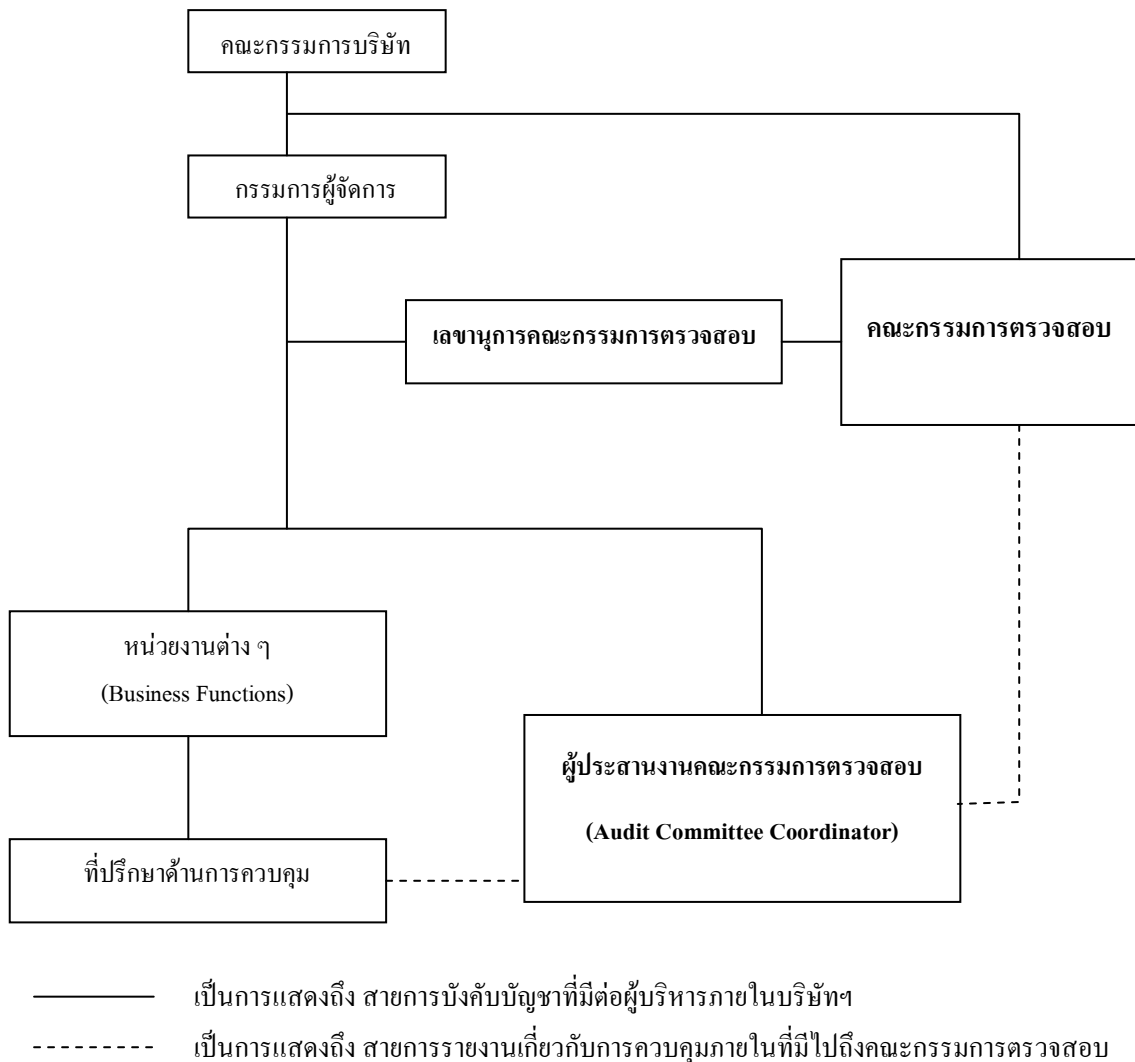 คณะกรรมการบริษัท
กรรมการผู้จัดการ
เลขานุการคณะกรรมการตรวจสอบ
คณะกรรมการตรวจสอบ
หน่วยงานต่าง ๆ
(Business Functions)
ผู้ประสานงานคณะกรรมการตรวจสอบ
(Audit Committee Coordinator)
ที่ปรึกษาด้านการควบคุม
เป็นการแสดงถึง สายการบังคับบัญชาที่มีต่อผู้บริหารภายในบริษัทฯ
เป็นการแสดงถึง สายการรายงานเกี่ยวกับการควบคุมภายในที่มีไปถึงคณะกรรมการตรวจสอบ